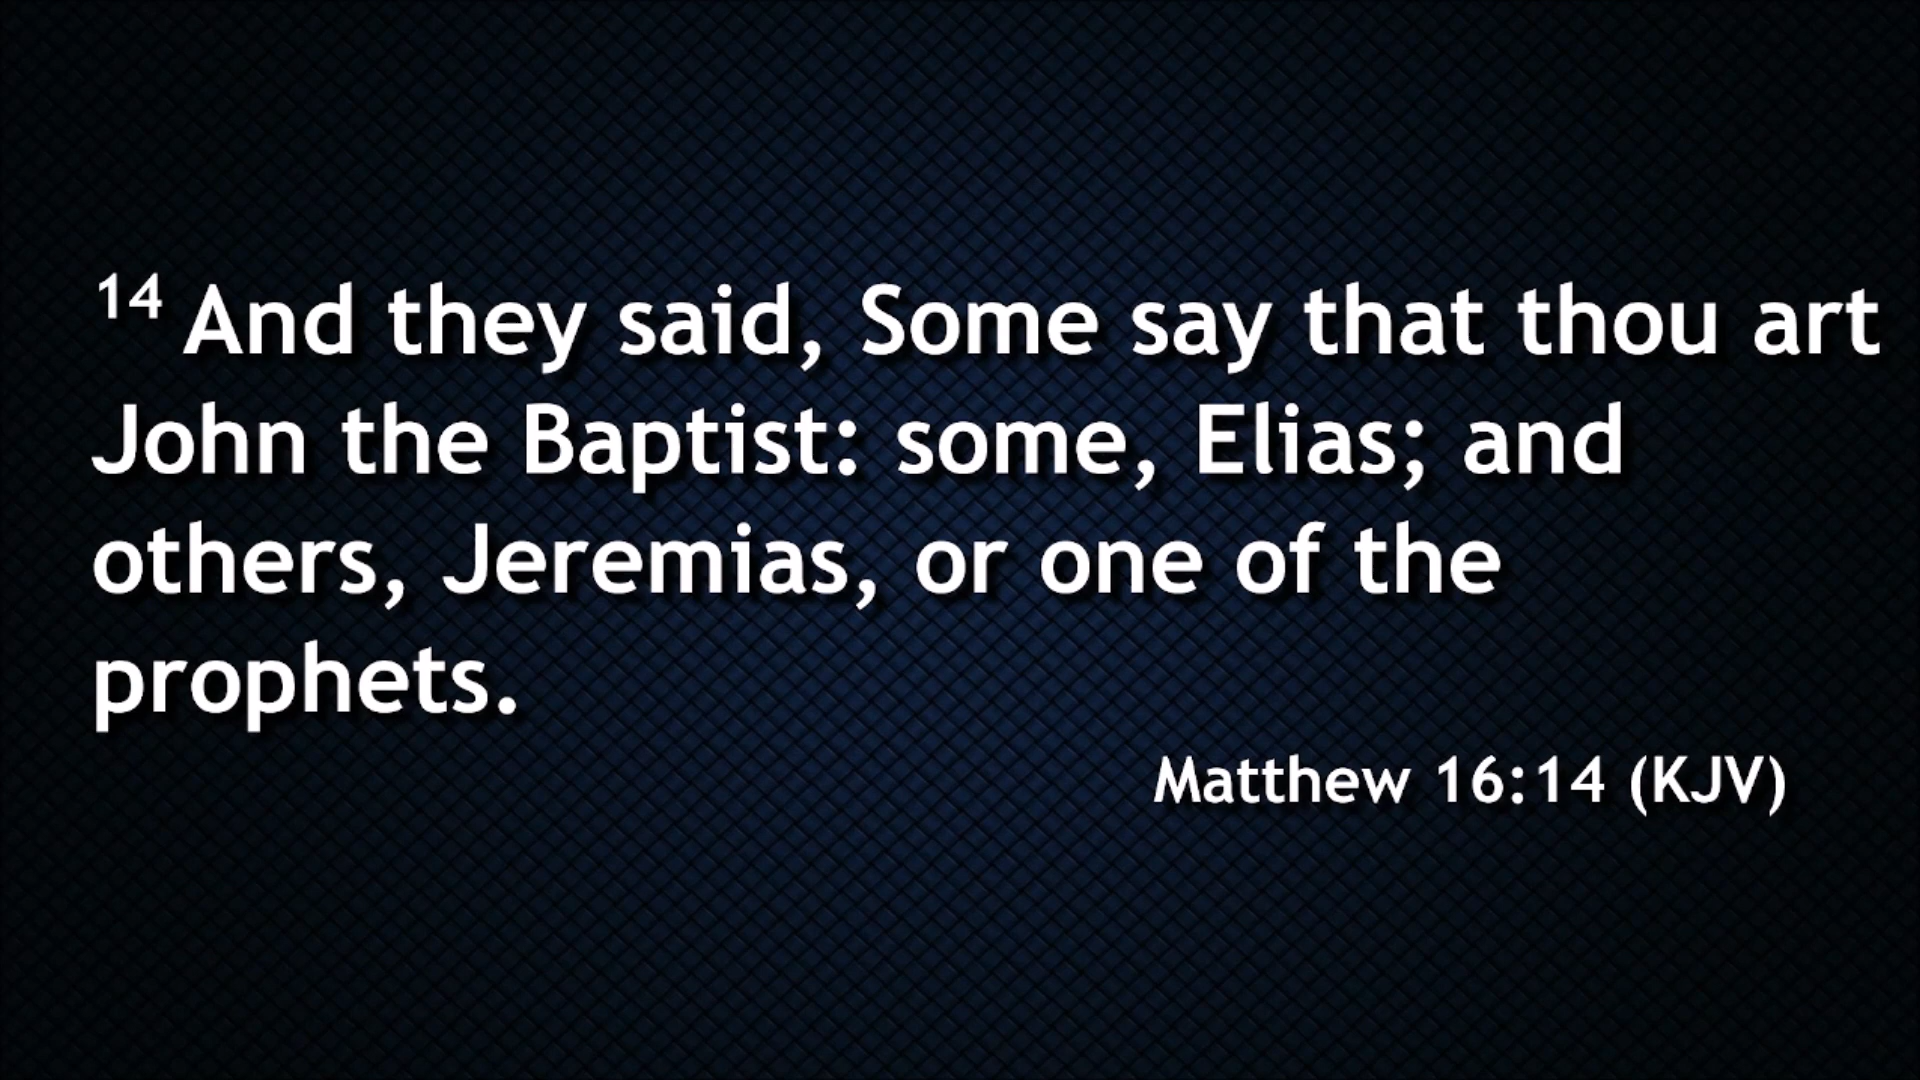 14 And they said, Some say that thou art
John the Baptist: some, Elias; and
others, Jeremias, or one of the
prophets.
Matthew 16:14 (KJV)